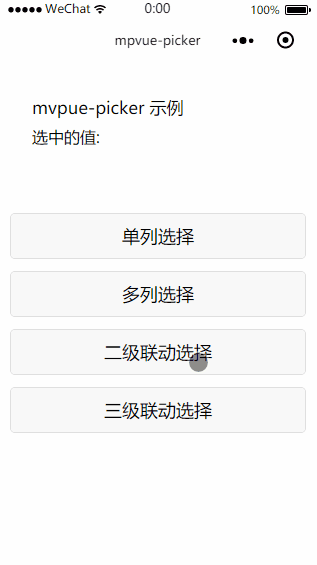 ●●●●● WeChat 0:00 100%
mpvue-picker
mvpue-picker 示例
选中的值:
单列选择
多列选择
二级联动选择
三级联动选择